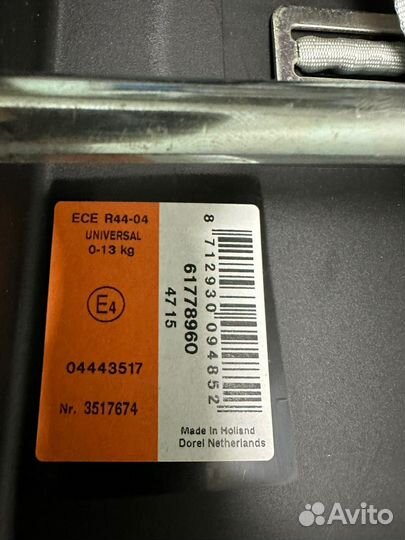 ECE R44-04
UNIVERSAL
0-13 kg
E4
04443517
Nr. 3517674
61778960
4715
8 712930 094852
Made in Holland
Dorel Netherlands
Avito